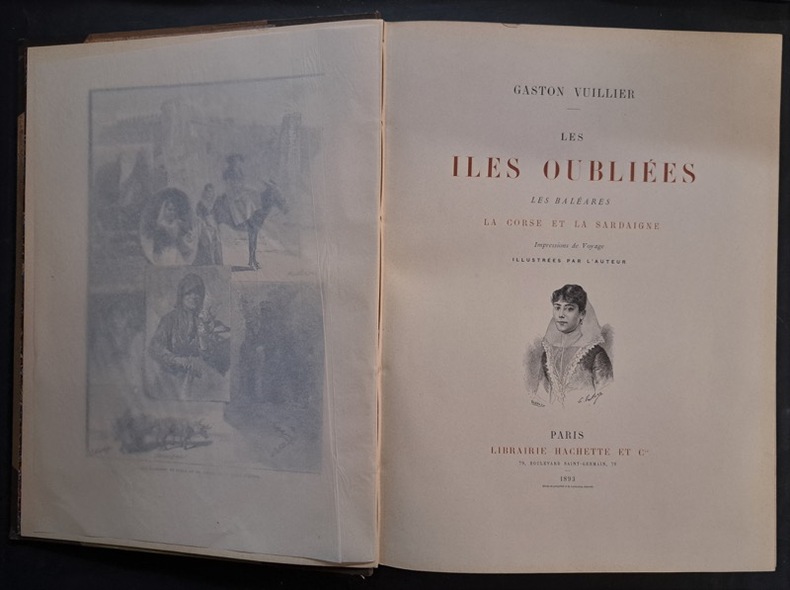 GASTON VUILLIER
LES
ILES OUBLIÉES
LES BALÉARES
LA CORSE ET LA SARDAIGNE
Impressions de Voyage
ILLUSTRÉES PAR L'AUTEUR
PARIS
LIBRAIRIE HACHETTE ET Cie
79, BOULEVARD SAINT-GERMAIN, 79
1893